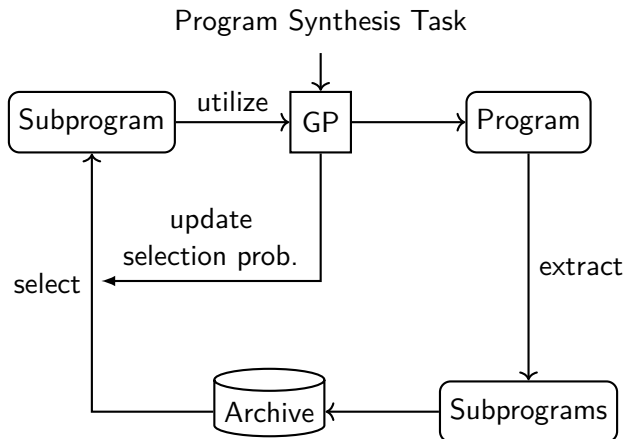 Program Synthesis Task
Subprogram
utilize
GP
Program
update
selection prob.
select
extract
Archive
Subprograms